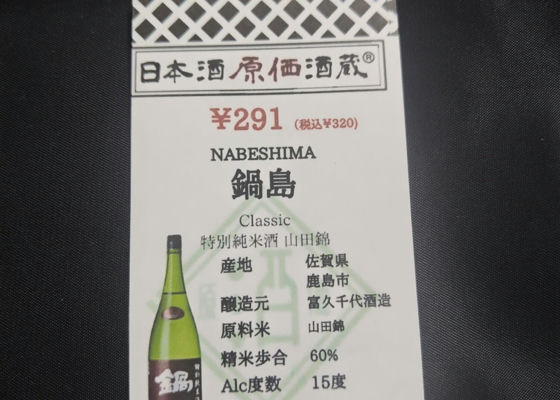 日本酒原価酒蔵®
¥291 (税込¥320)
NABESHIMA
鍋島
Classic
特別純米酒 山田錦
産地 佐賀県
鹿島市
醸造元 富久千代酒造
原料米 山田錦
精米歩合 60%
Alc度数 15度
鍋